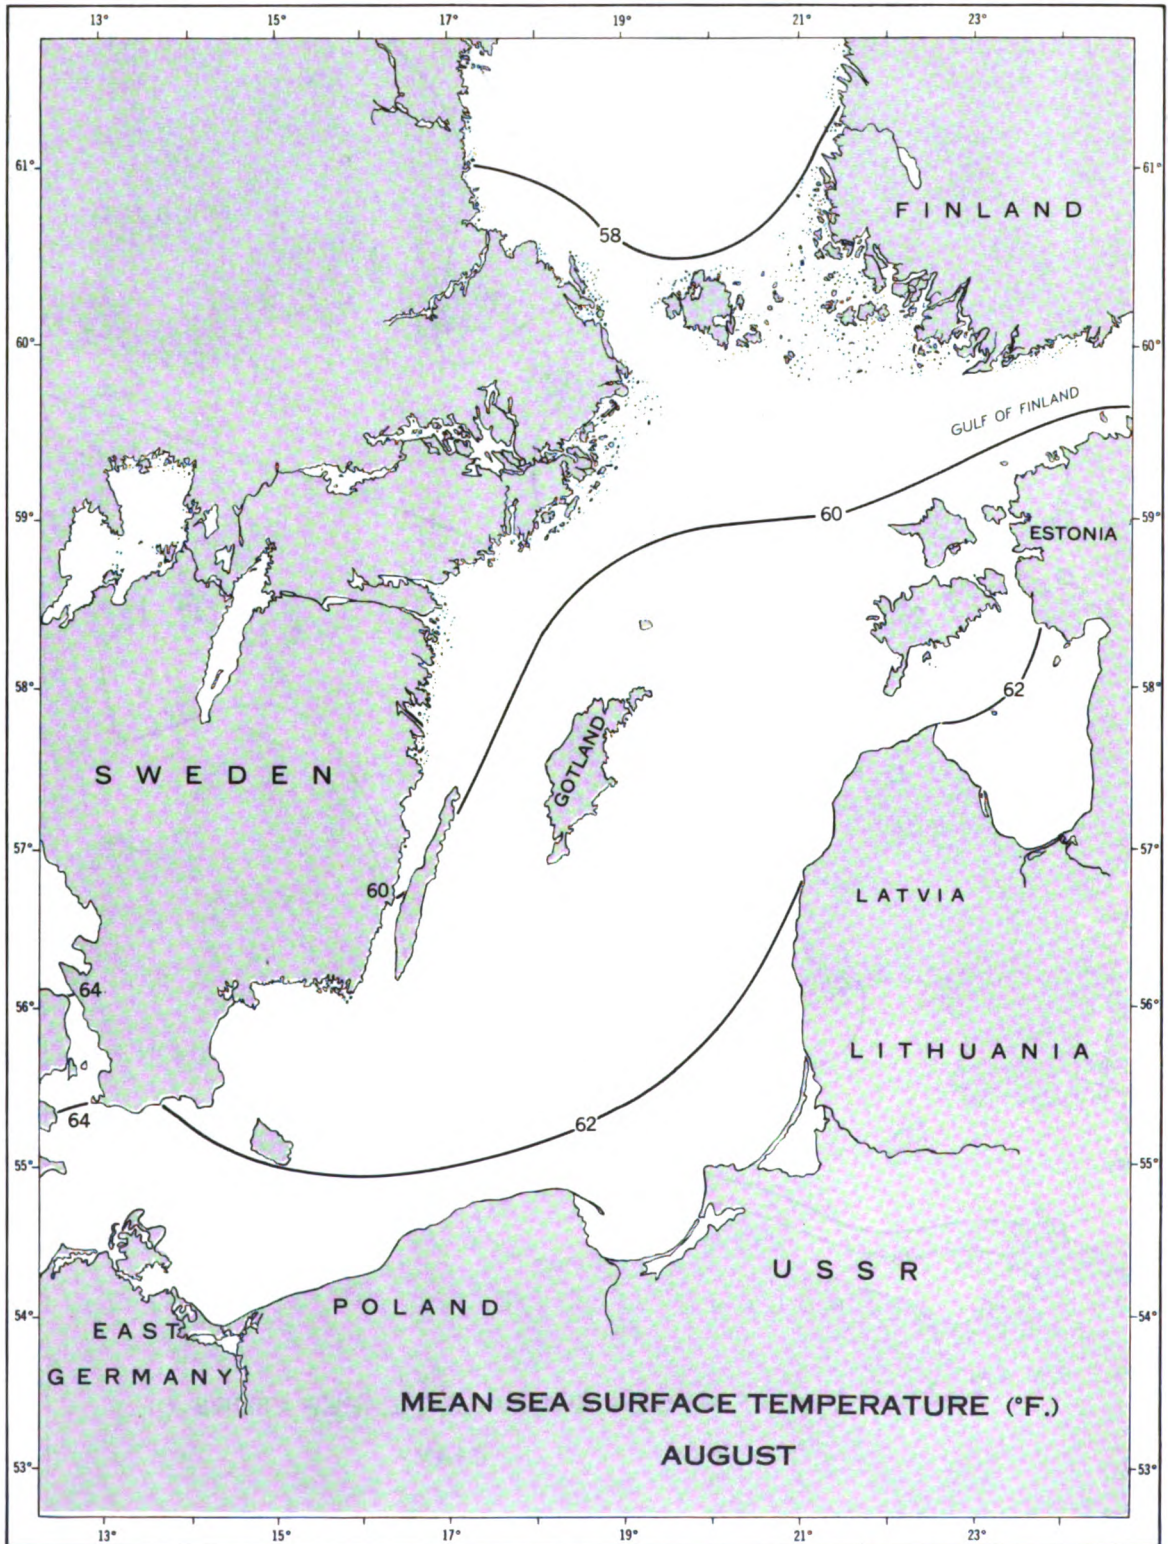 13° 17° 19° 21° 23°
61° 61°
FINLAND
58
60° 60°
GULF OF FINLAND
59° 60 59°
ESTONIA
58° 62 58°
GOTLAND
SWEDEN
57° 57°
60 LATVIA
64
56° 56°
LITHUANIA
64 62
55° 55°
USSR
POLAND
54° 54°
EAST
GERMANY
MEAN SEA SURFACE TEMPERATURE (°F.)
AUGUST
53° 53°
13° 15° 17° 19° 21° 23°